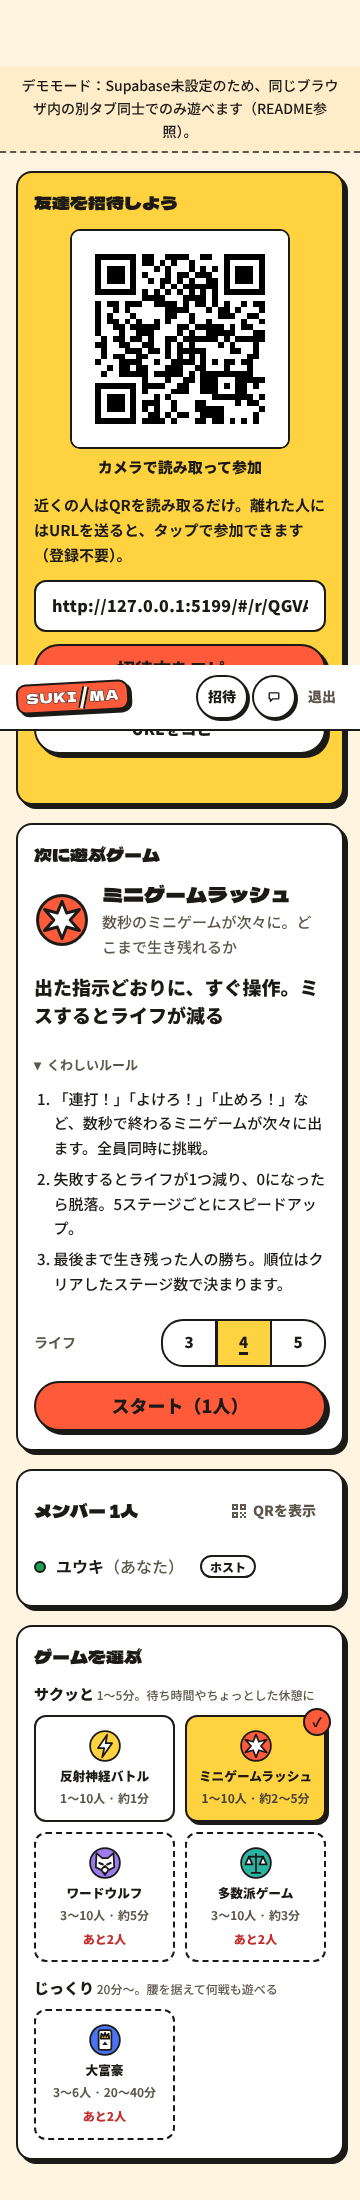 デモモード：Supabase未設定のため、同じブラウ
ザ内の別タブ同士でのみ遊べます（README参
照）。
友達を招待しよう
カメラで読み取って参加
近くの人はQRを読み取るだけ。離れた人に
はURLを送ると、タップで参加できます
（登録不要）。
http://127.0.0.1:5199/#/r/QGV
SUKI//MA
招待
退出
次に遊ぶゲーム
ミニゲームラッシュ
数秒のミニゲームが次々に。ど
こまで生き残れるか
出た指示どおりに、すぐ操作。ミ
スするとライフが減る
▼ くわしいルール
1. 「連打！」「よけろ！」「止めろ！」な
ど、数秒で終わるミニゲームが次々に出
ます。全員同時に挑戦。
2. 失敗するとライフが1つ減り、0になった
ら脱落。5ステージごとにスピードアッ
プ。
3. 最後まで生き残った人の勝ち。順位はク
リアしたステージ数で決まります。
ライフ
3
4
5
スタート（1人）
メンバー 1人
QRを表示
ユウキ（あなた）
ホスト
ゲームを選ぶ
サクッと 1〜5分。待ち時間やちょっとした休憩に
反射神経バトル
1〜10人・約1分
ミニゲームラッシュ
1〜10人・約2〜5分
ワードウルフ
3〜10人・約5分
あと2人
多数派ゲーム
3〜10人・約3分
あと2人
じっくり 20分〜。腰を据えて何戦も遊べる
大富豪
3〜6人・20〜40分
あと2人